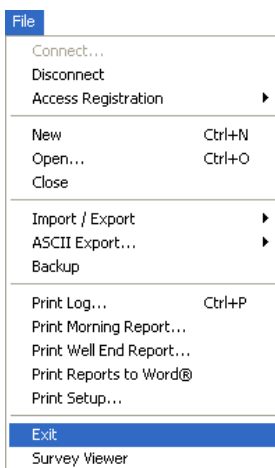 File
Connect...
Disconnect
Access Registration
New Ctrl+N
Open... Ctrl+O
Close
Import / Export
ASCII Export...
Backup
Print Log... Ctrl+P
Print Morning Report...
Print Well End Report...
Print Reports to Word®
Print Setup...
Exit
Survey Viewer